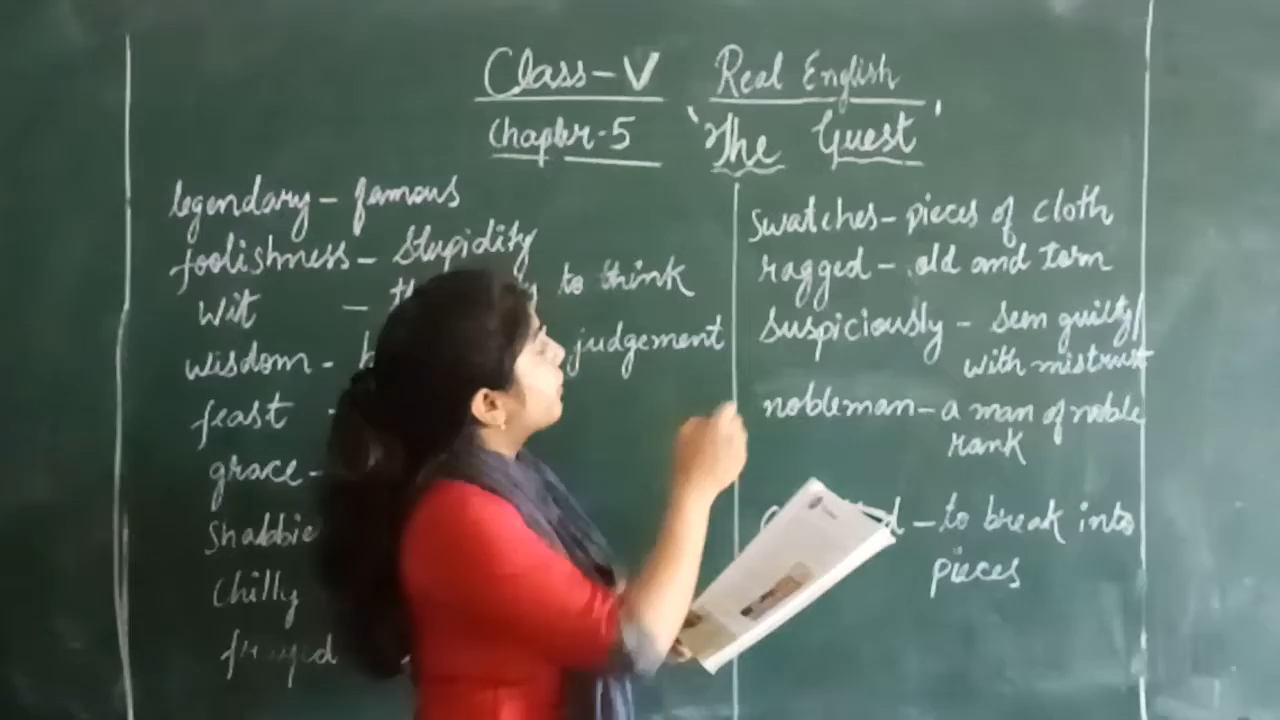 Class-V Real English
Chapter-5 'The Guest'
legendary - famous
foolishness - Stupidity
Wit - to think
wisdom - judgement
feast -
grace -
Shabbie
Chilly
frayed
Swatches - pieces of cloth
ragged - old and torn
Suspiciously - Seem guilty/
with mistrust
nobleman - a man of noble
rank
- to break into
pieces